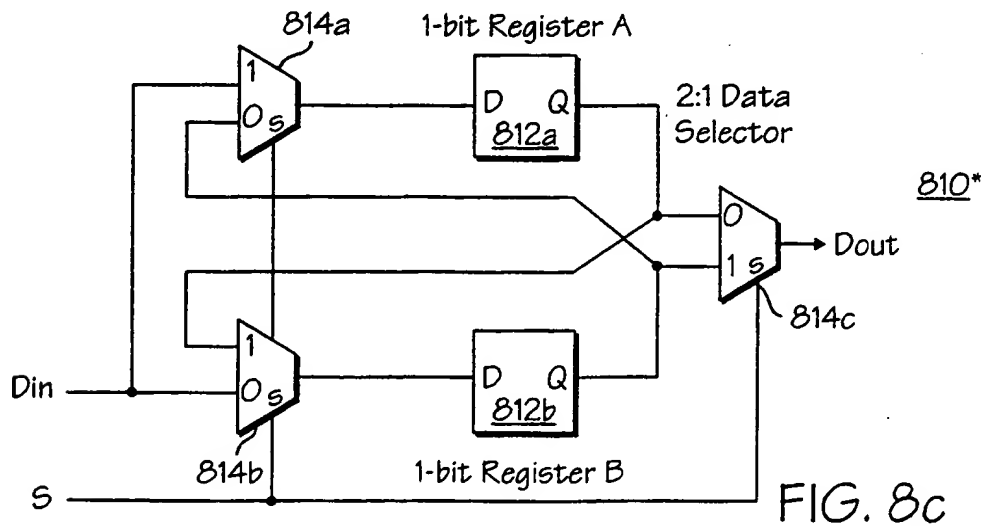 814a
1-bit Register A
1
0
S
D Q
812a
2:1 Data
Selector
810*
0
1
S
Dout
814c
1
0
S
Din
D Q
812b
814b
1-bit Register B
S
FIG. 8c